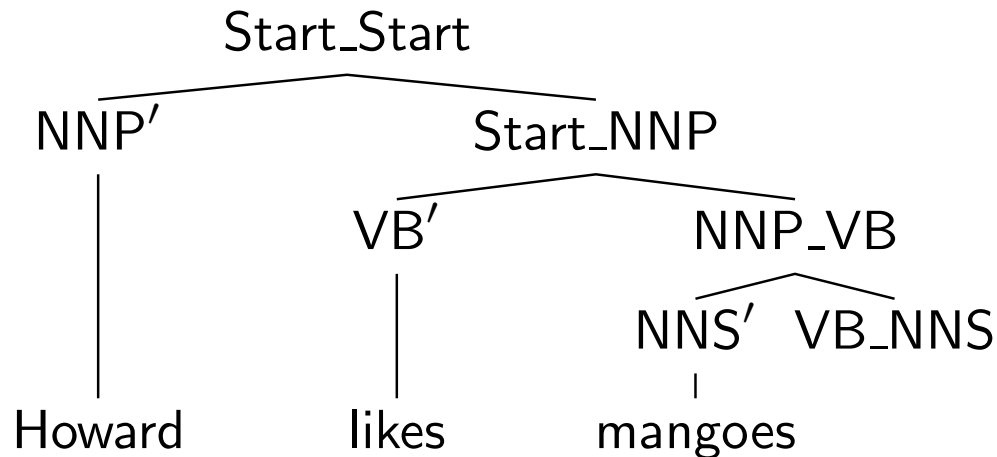 Start_Start
NNP′ Start_NNP
VB′ NNP_VB
NNS′ VB_NNS
Howard likes mangoes